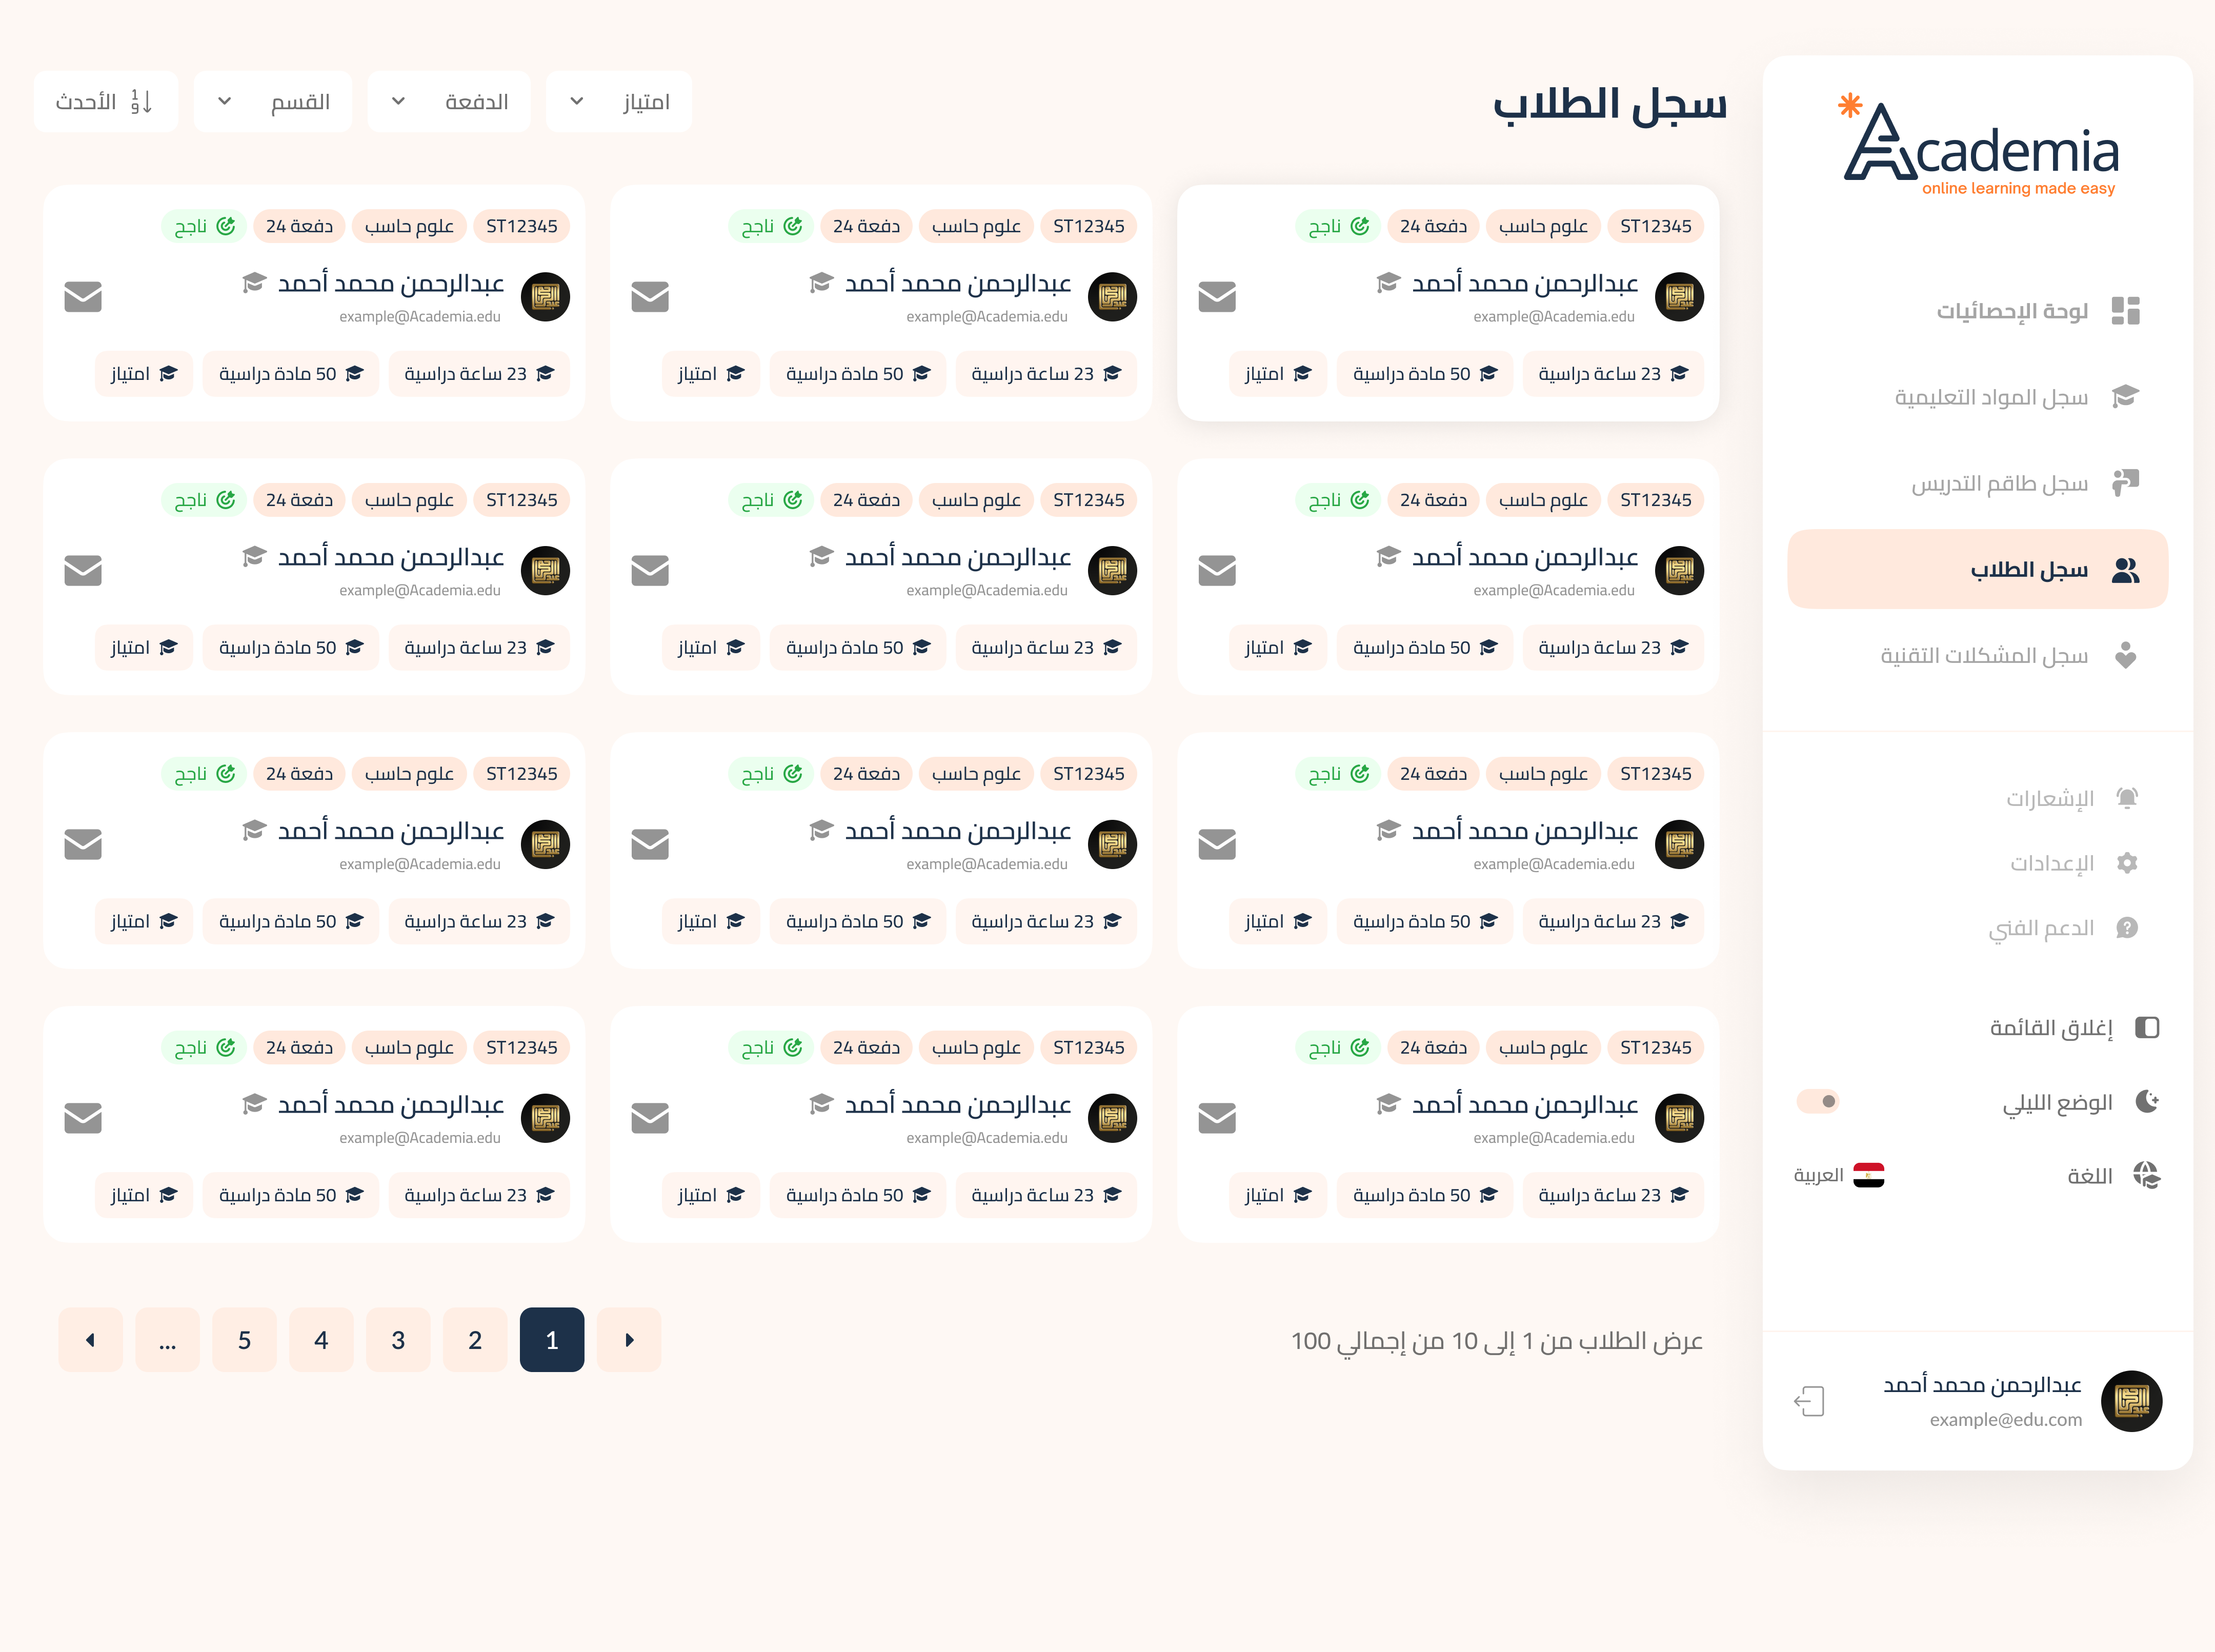 Academia
online learning made easy
لوحة الإحصائيات
سجل المواد التعليمية
سجل طاقم التدريس
سجل الطلاب
سجل المشكلات التقنية
الإشعارات
الإعدادات
الدعم الفني
إغلاق القائمة
الوضع الليلي
اللغة العربية
عبدالرحمن محمد أحمد
example@edu.com
سجل الطلاب
امتياز الدفعة القسم الأحدث
ST12345 علوم حاسب دفعة 24 ناجح
عبدالرحمن محمد أحمد
example@Academia.edu
23 ساعة دراسية 50 مادة دراسية امتياز
ST12345 علوم حاسب دفعة 24 ناجح
عبدالرحمن محمد أحمد
example@Academia.edu
23 ساعة دراسية 50 مادة دراسية امتياز
ST12345 علوم حاسب دفعة 24 ناجح
عبدالرحمن محمد أحمد
example@Academia.edu
23 ساعة دراسية 50 مادة دراسية امتياز
ST12345 علوم حاسب دفعة 24 ناجح
عبدالرحمن محمد أحمد
example@Academia.edu
23 ساعة دراسية 50 مادة دراسية امتياز
ST12345 علوم حاسب دفعة 24 ناجح
عبدالرحمن محمد أحمد
example@Academia.edu
23 ساعة دراسية 50 مادة دراسية امتياز
ST12345 علوم حاسب دفعة 24 ناجح
عبدالرحمن محمد أحمد
example@Academia.edu
23 ساعة دراسية 50 مادة دراسية امتياز
ST12345 علوم حاسب دفعة 24 ناجح
عبدالرحمن محمد أحمد
example@Academia.edu
23 ساعة دراسية 50 مادة دراسية امتياز
ST12345 علوم حاسب دفعة 24 ناجح
عبدالرحمن محمد أحمد
example@Academia.edu
23 ساعة دراسية 50 مادة دراسية امتياز
ST12345 علوم حاسب دفعة 24 ناجح
عبدالرحمن محمد أحمد
example@Academia.edu
23 ساعة دراسية 50 مادة دراسية امتياز
ST12345 علوم حاسب دفعة 24 ناجح
عبدالرحمن محمد أحمد
example@Academia.edu
23 ساعة دراسية 50 مادة دراسية امتياز
ST12345 علوم حاسب دفعة 24 ناجح
عبدالرحمن محمد أحمد
example@Academia.edu
23 ساعة دراسية 50 مادة دراسية امتياز
ST12345 علوم حاسب دفعة 24 ناجح
عبدالرحمن محمد أحمد
example@Academia.edu
23 ساعة دراسية 50 مادة دراسية امتياز
عرض الطلاب من 1 إلى 10 من إجمالي 100
1 2 3 4 5 ...